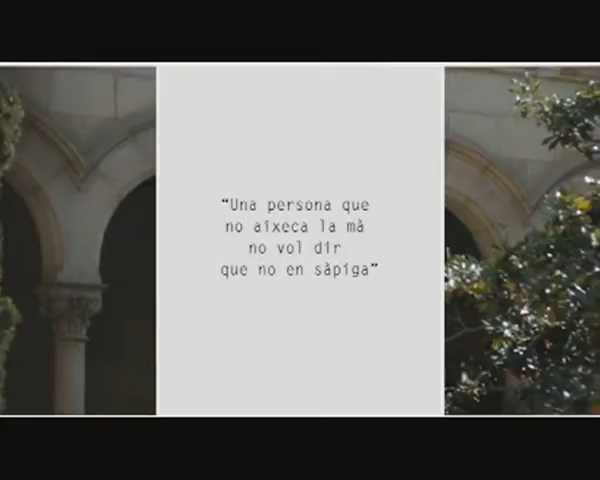 "Una persona que
no aixeca la mà
no vol dir
que no en sàpiga"